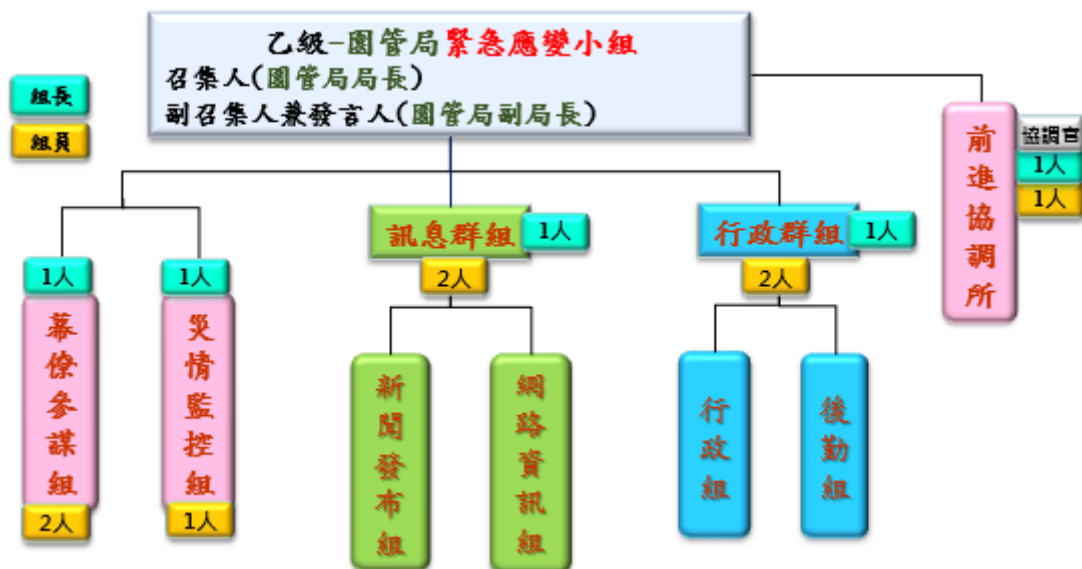 乙級-園管局緊急應變小組
召集人(園管局局長)
副召集人兼發言人(園管局副局長)
組長
組員
前進協調所
協調官
1人
1人
訊息群組
1人
2人
行政群組
1人
2人
1人
幕僚參謀組
2人
1人
災情監控組
1人
新聞發布組
網路資訊組
行政組
後勤組